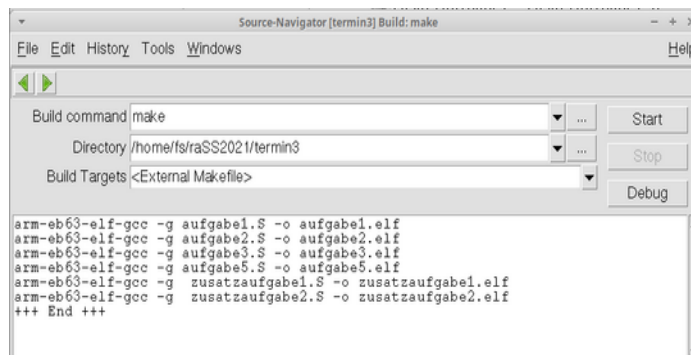 Source-Navigator [termin3] Build: make
File Edit History Tools Windows Help
Build command make ... Start
Directory /home/fs/raSS2021/termin3 ... Stop
Build Targets <External Makefile>
Debug
arm-eb63-elf-gcc -g aufgabe1.S -o aufgabe1.elf
arm-eb63-elf-gcc -g aufgabe2.S -o aufgabe2.elf
arm-eb63-elf-gcc -g aufgabe3.S -o aufgabe3.elf
arm-eb63-elf-gcc -g aufgabe5.S -o aufgabe5.elf
arm-eb63-elf-gcc -g  zusatzaufgabe1.S -o zusatzaufgabe1.elf
arm-eb63-elf-gcc -g  zusatzaufgabe2.S -o zusatzaufgabe2.elf
+++ End +++